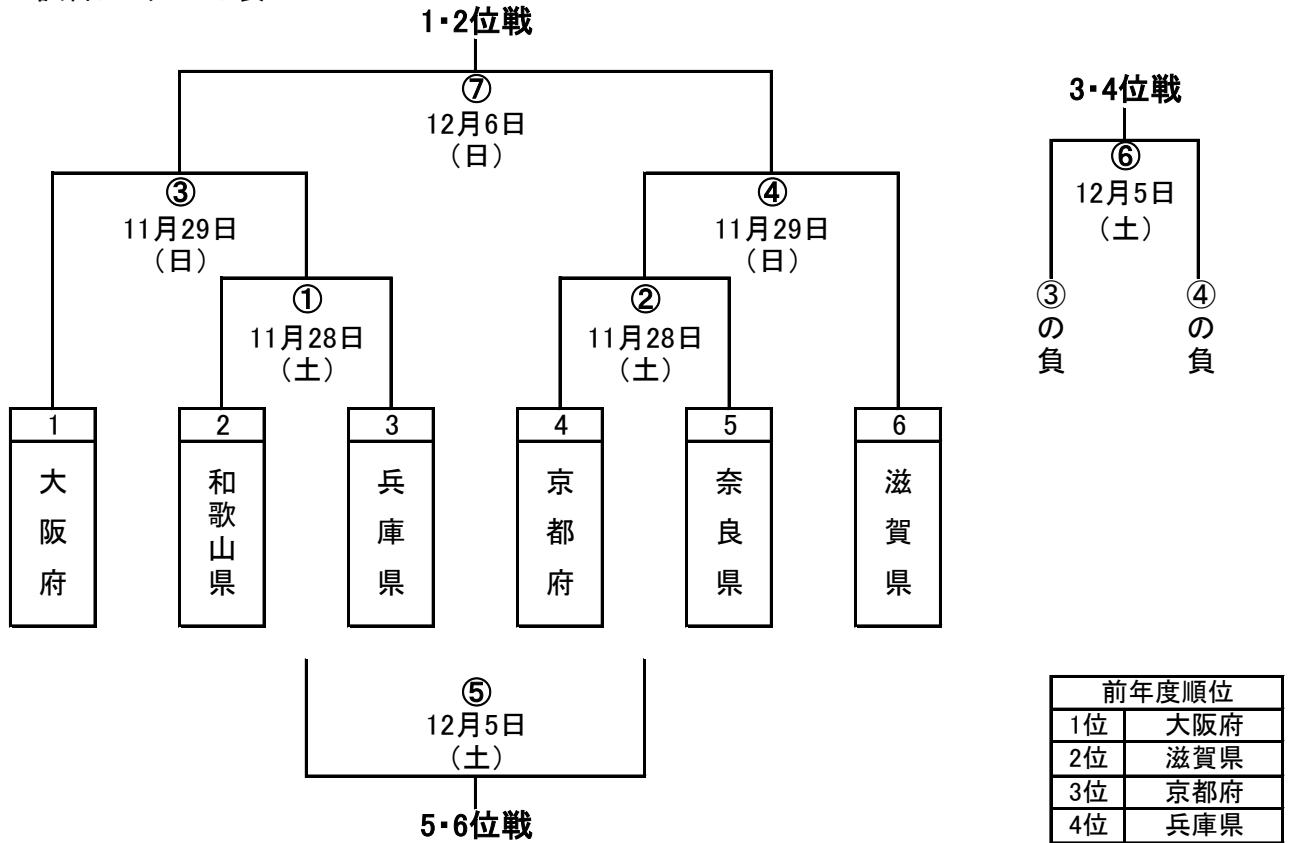 1・2位戦
⑦
12月6日
（日）
3・4位戦
⑥
12月5日
（土）
③の負
④の負
③
11月29日
（日）
④
11月29日
（日）
①
11月28日
（土）
②
11月28日
（土）
1
大阪府
2
和歌山県
3
兵庫県
4
京都府
5
奈良県
6
滋賀県
⑤
12月5日
（土）
5・6位戦
前年度順位
1位 大阪府
2位 滋賀県
3位 京都府
4位 兵庫県